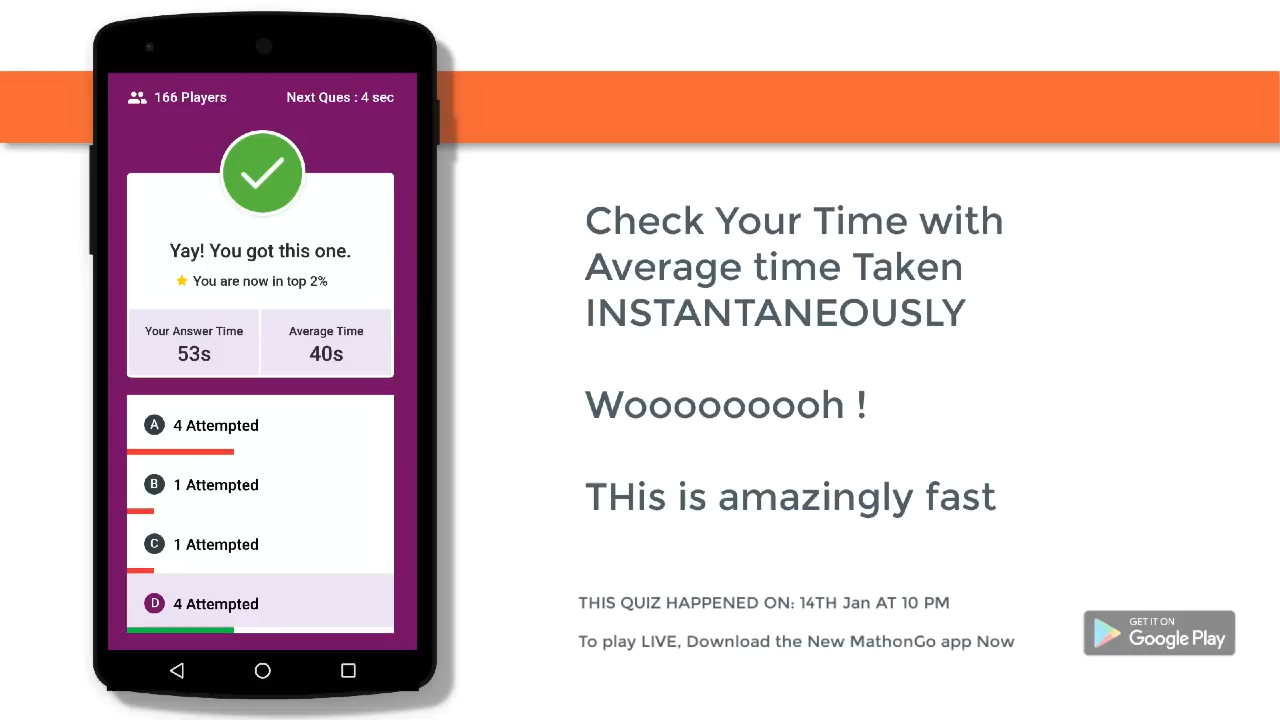 166 Players
Next Ques : 4 sec
Yay! You got this one.
You are now in top 2%
Your Answer Time
53s
Average Time
40s
A 4 Attempted
B 1 Attempted
C 1 Attempted
D 4 Attempted
Check Your Time with
Average time Taken
INSTANTANEOUSLY
Wooooooooh !
THis is amazingly fast
THIS QUIZ HAPPENED ON: 14TH Jan AT 10 PM
To play LIVE, Download the New MathonGo app Now
GET IT ON
Google Play